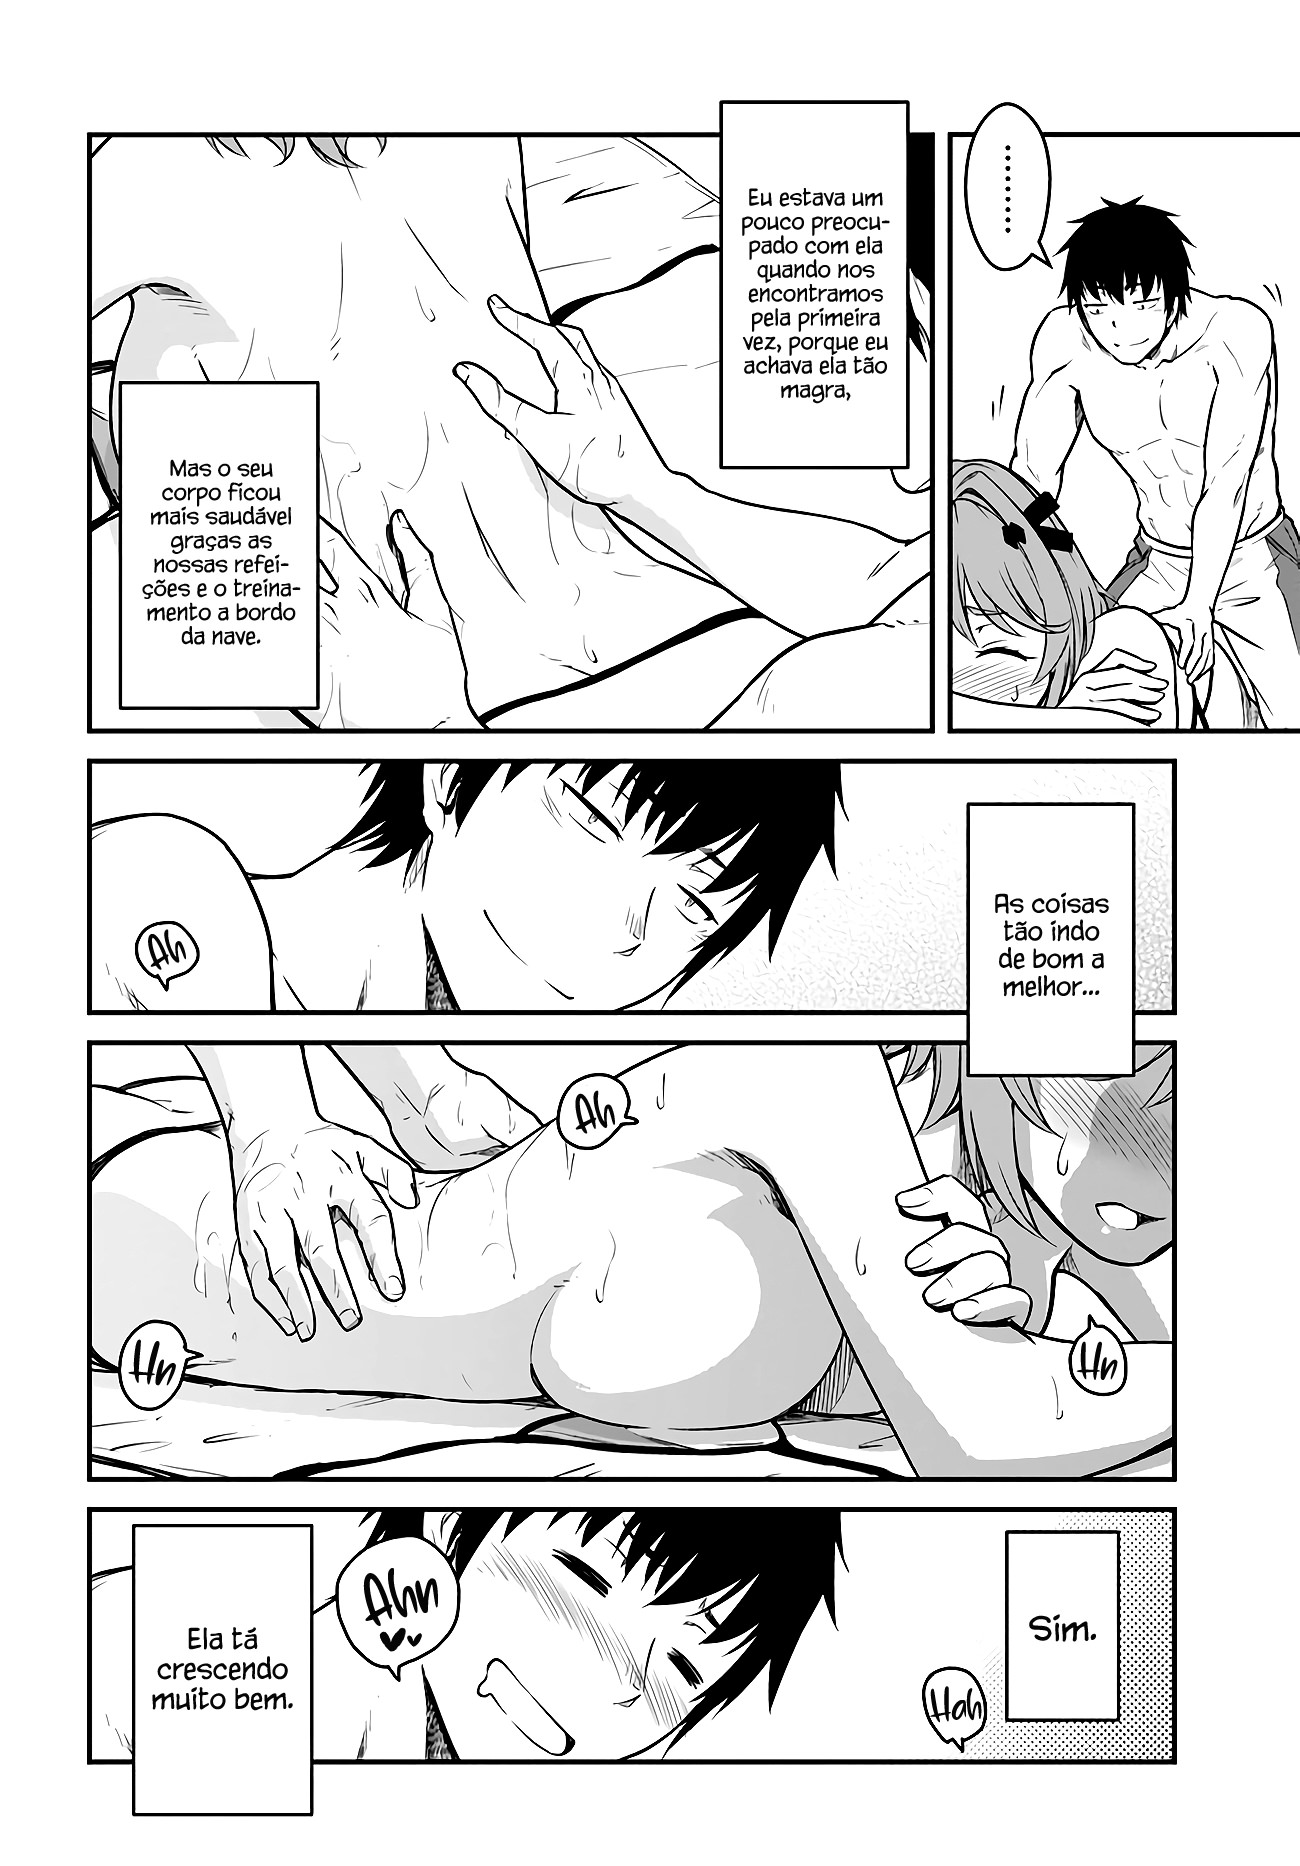 .........
Eu estava um
pouco preocu-
pado com ela
quando nos
encontramos
pela primeira
vez, porque eu
achava ela tão
magra,
Mas o seu
corpo ficou
mais saudável
graças as
nossas refei-
ções e o treina-
mento a bordo
da nave.
As coisas
tão indo
de bom a
melhor...
Ah
Ah
Hn
Hn
Sim.
Hah
Ahn
Ela tá
crescendo
muito bem.